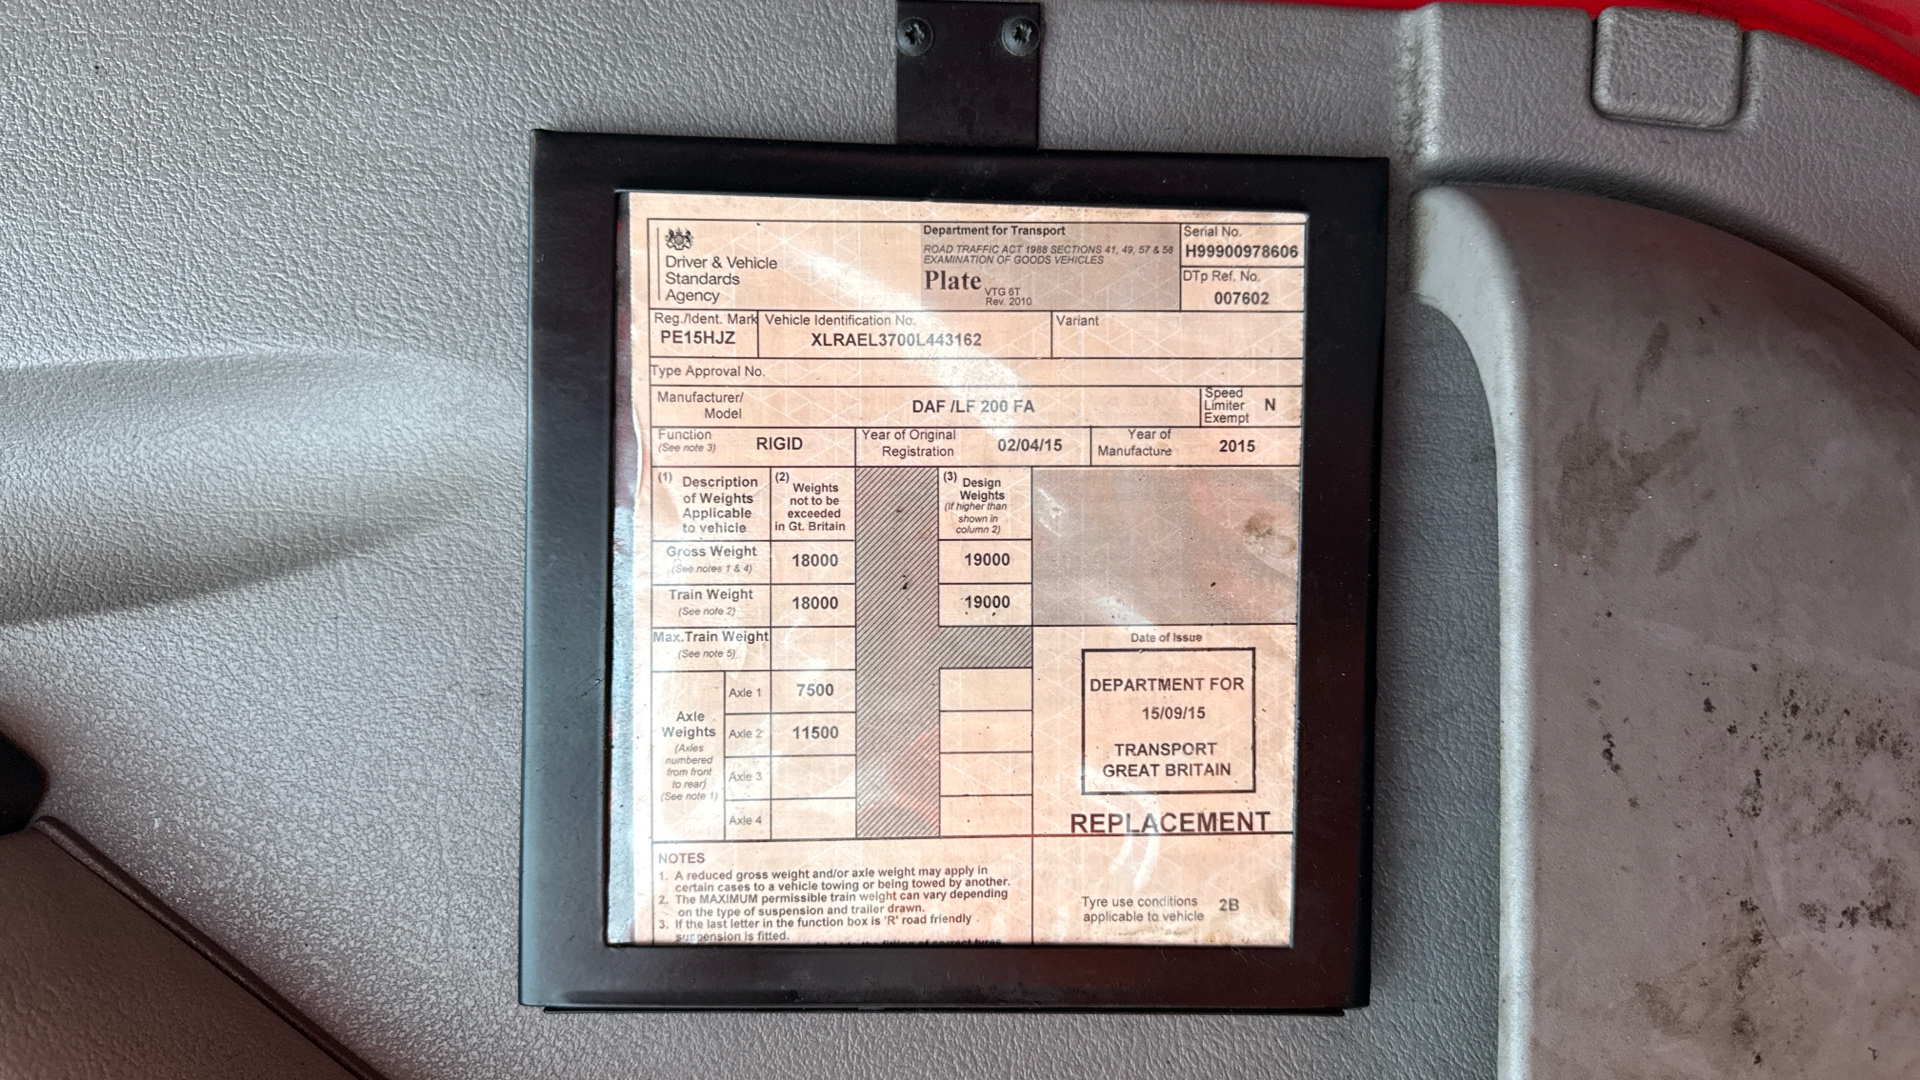 Driver & Vehicle
Standards
Agency
Department for Transport
ROAD TRAFFIC ACT 1988 SECTIONS 41, 49, 57 & 58
EXAMINATION OF GOODS VEHICLES
Plate VTG 6T
Rev. 2010
Serial No.
H99900978606
DTp Ref. No.
007602
Reg./Ident. Mark
PE15HJZ
Vehicle Identification No.
XLRAEL3700L443162
Variant
Type Approval No.
Manufacturer/
Model
DAF /LF 200 FA
Speed
Limiter
Exempt
N
Function
(See note 3)
RIGID
Year of Original
Registration
02/04/15
Year of
Manufacture
2015
(1) Description
of Weights
Applicable
to vehicle
(2) Weights
not to be
exceeded
in Gt. Britain
(3) Design
Weights
(If higher than
shown in
column 2)
Gross Weight
(See notes 1 & 4)
18000
19000
Train Weight
(See note 2)
18000
19000
Max.Train Weight
(See note 5)
Axle
Weights
(Axles
numbered
from front
to rear)
(See note 1)
Axle 1
7500
Axle 2
11500
Axle 3
Axle 4
Date of Issue
DEPARTMENT FOR
15/09/15
TRANSPORT
GREAT BRITAIN
REPLACEMENT
NOTES
1. A reduced gross weight and/or axle weight may apply in
certain cases to a vehicle towing or being towed by another.
2. The MAXIMUM permissible train weight can vary depending
on the type of suspension and trailer drawn.
3. If the last letter in the function box is 'R' road friendly
suspension is fitted.
Tyre use conditions
applicable to vehicle
2B